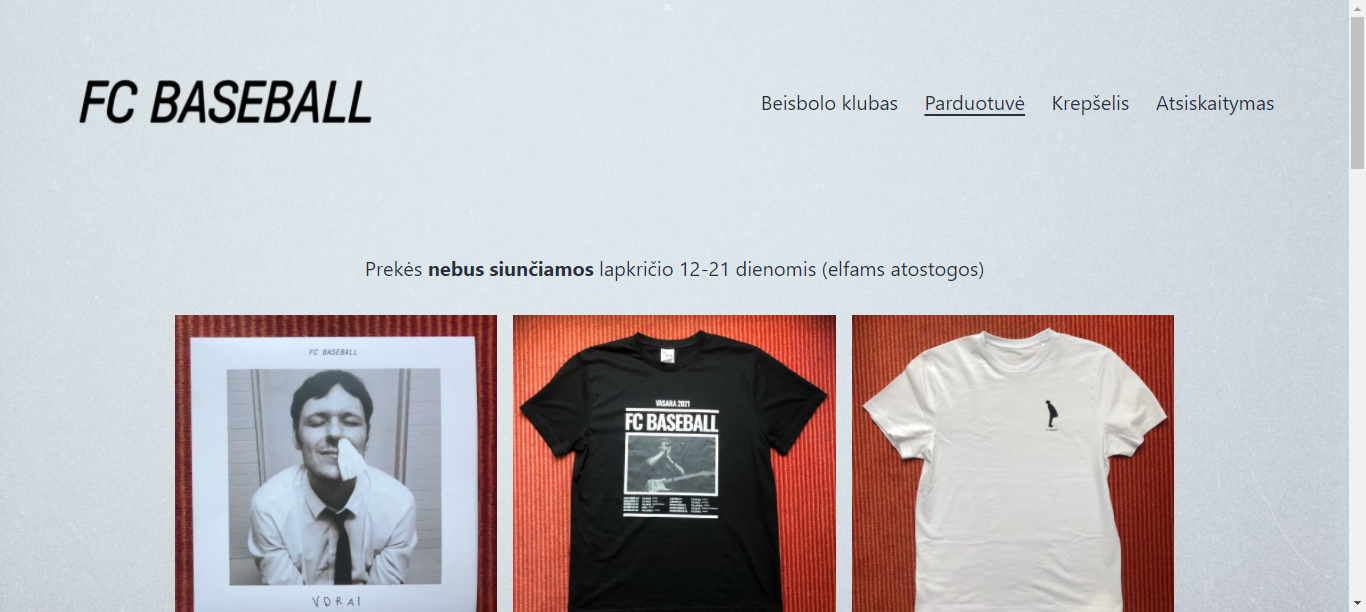 FC BASEBALL
Beisbolo klubas
Parduotuvė
Krepšelis
Atsiskaitymas
Prekės nebus siunčiamos lapkričio 12-21 dienomis (elfams atostogos)
FC BASEBALL
VORAI
VASARA 2021
FC BASEBALL